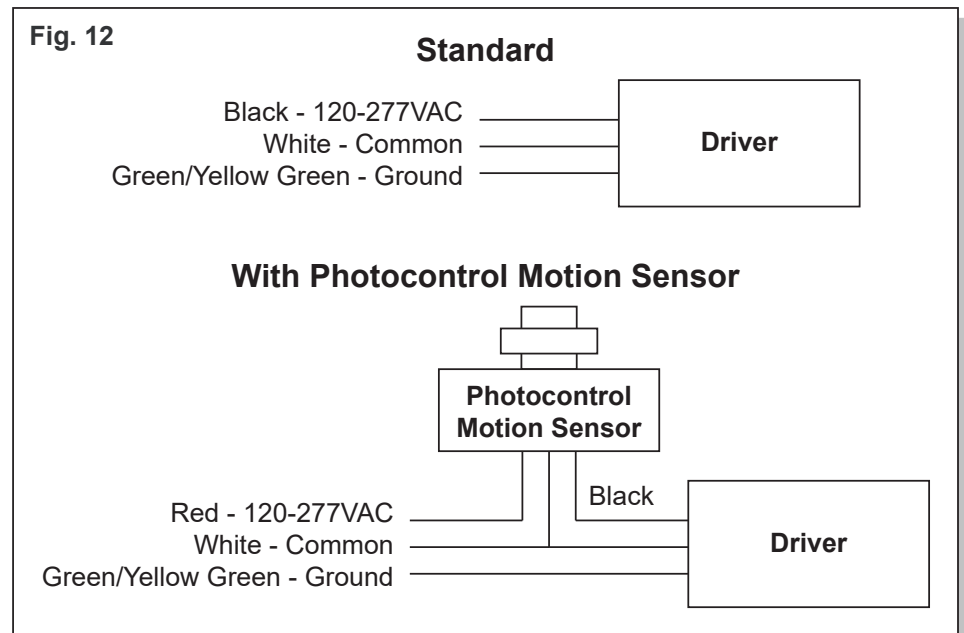 Fig. 12
Standard
Black - 120-277VAC
White - Common
Green/Yellow Green - Ground
Driver
With Photocontrol Motion Sensor
Photocontrol
Motion Sensor
Black
Red - 120-277VAC
White - Common
Green/Yellow Green - Ground
Driver